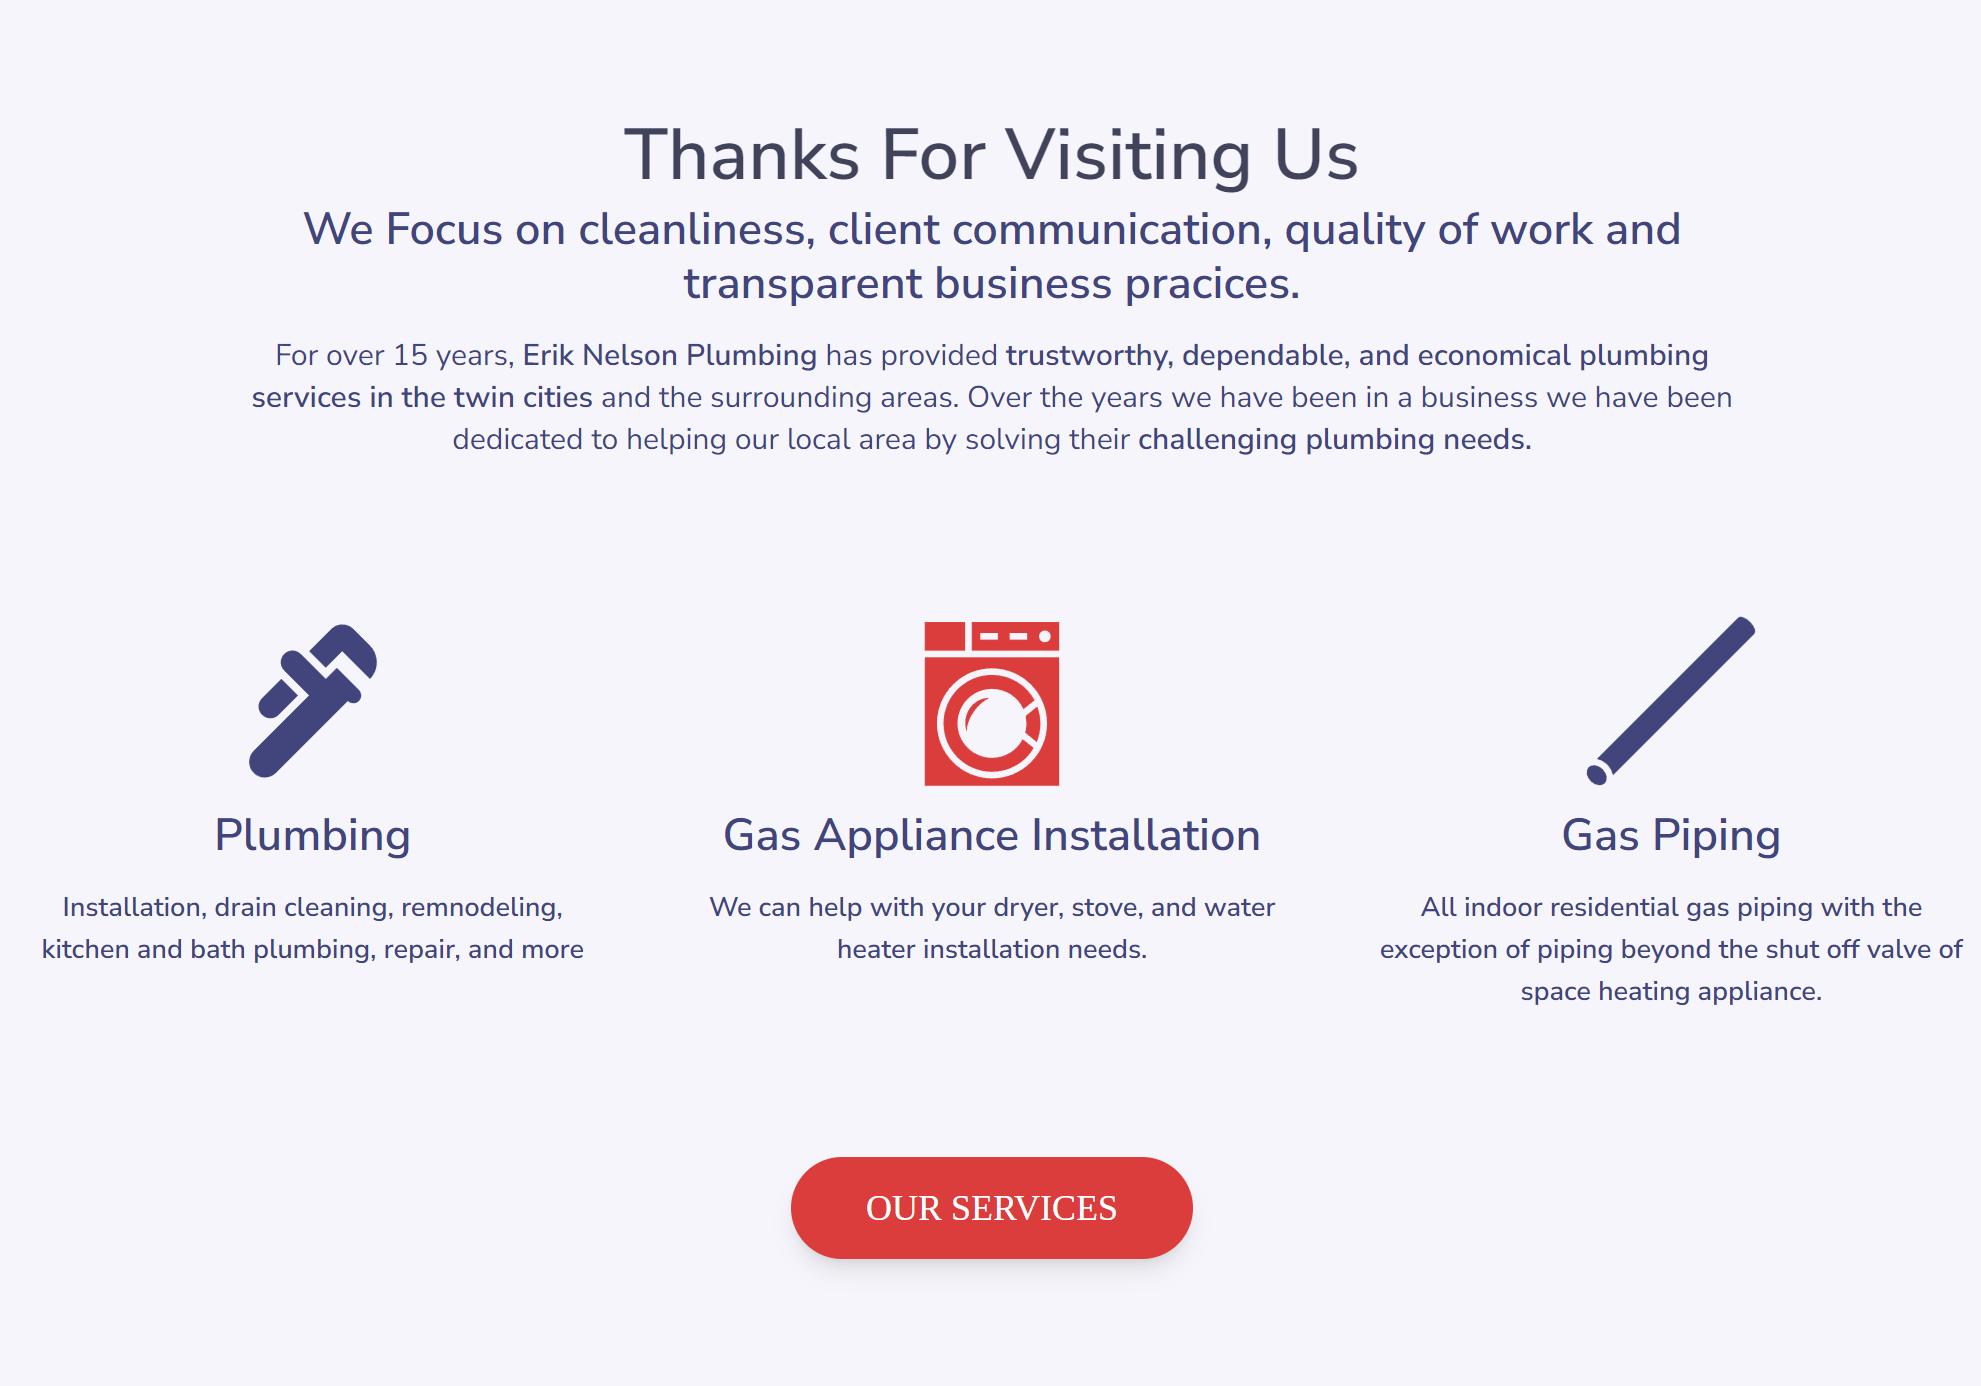 Thanks For Visiting Us
We Focus on cleanliness, client communication, quality of work and
transparent business pracices.
For over 15 years, Erik Nelson Plumbing has provided trustworthy, dependable, and economical plumbing
services in the twin cities and the surrounding areas. Over the years we have been in a business we have been
dedicated to helping our local area by solving their challenging plumbing needs.
Plumbing
Installation, drain cleaning, remnodeling,
kitchen and bath plumbing, repair, and more
Gas Appliance Installation
We can help with your dryer, stove, and water
heater installation needs.
Gas Piping
All indoor residential gas piping with the
exception of piping beyond the shut off valve of
space heating appliance.
OUR SERVICES